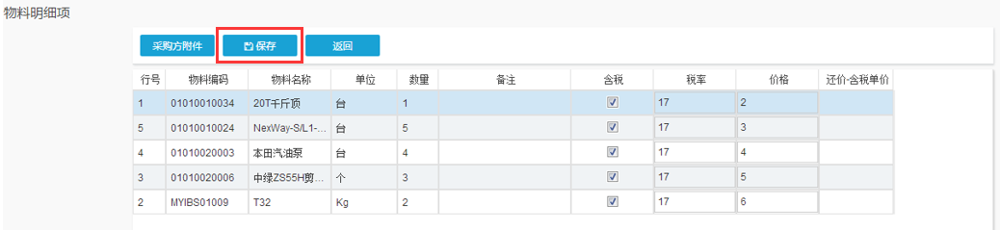 物料明细项
采购方附件 保存 返回
行号 物料编码 物料名称 单位 数量 备注 含税 税率 价格 还价-含税单价
1 01010010034 20T千斤顶 台 1 17 2
5 01010010024 NexWay-S/L1-... 台 5 17 3
4 01010020003 本田汽油泵 台 4 17 4
3 01010020006 中绿ZS55H剪... 个 3 17 5
2 MYIBS01009 T32 Kg 2 17 6